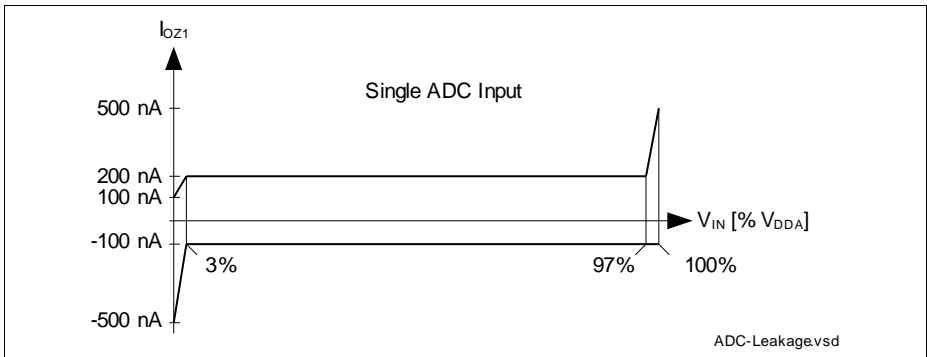 IOZ1
Single ADC Input
500 nA
200 nA
100 nA
VIN [% VDDA]
-100 nA
3%
97%
100%
-500 nA
ADC-Leakage.vsd